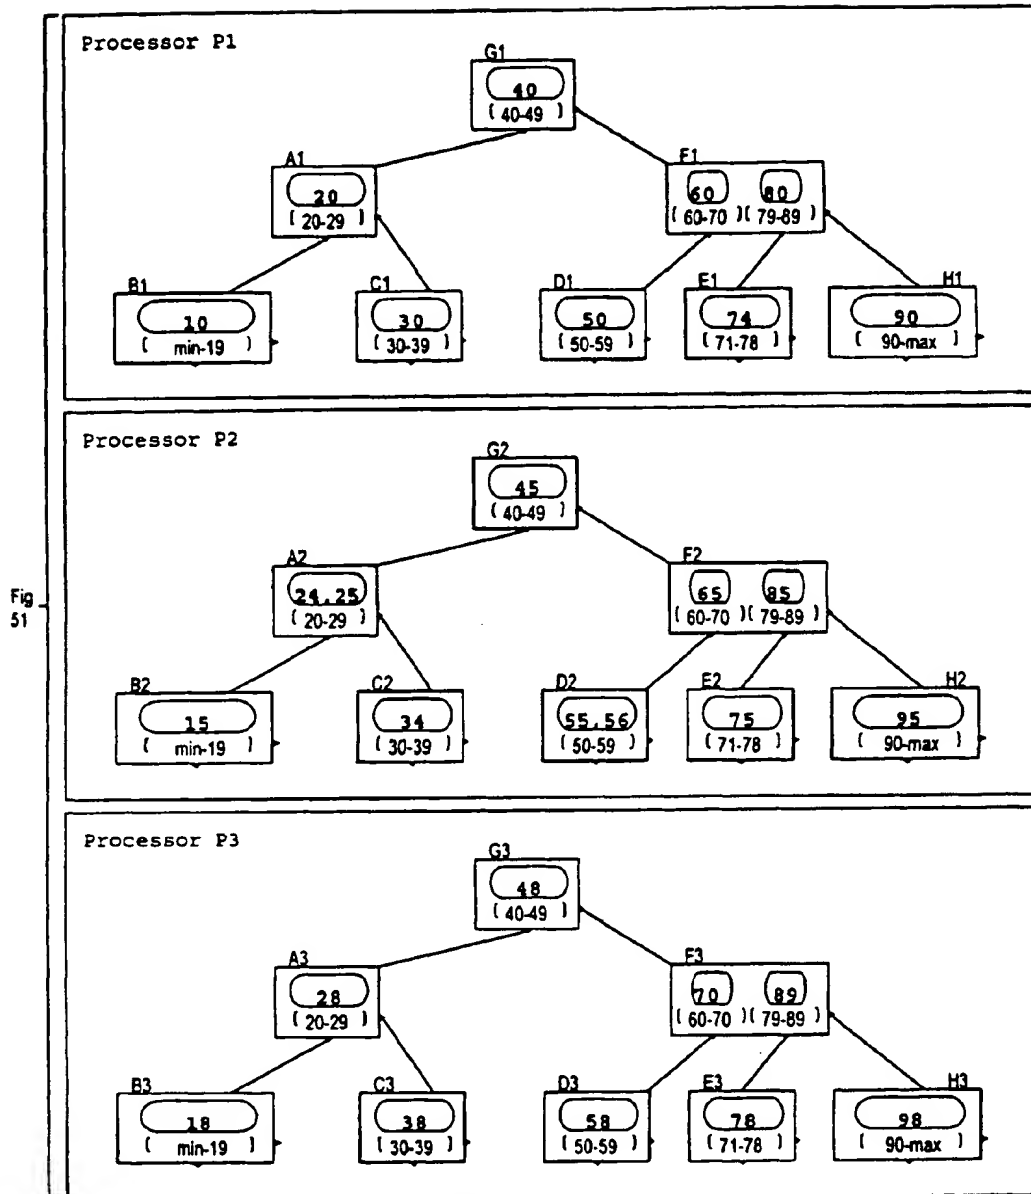 Processor P1
G1
40
( 40-49 )
A1
20
( 20-29 )
F1
60 80
( 60-70 ) ( 79-89 )
B1
10
( min-19 )
C1
30
( 30-39 )
D1
50
( 50-59 )
E1
74
( 71-78 )
H1
90
( 90-max )
Processor P2
G2
45
( 40-49 )
A2
24,25
( 20-29 )
F2
65 85
( 60-70 ) ( 79-89 )
Fig
51
B2
15
( min-19 )
C2
34
( 30-39 )
D2
55,56
( 50-59 )
E2
75
( 71-78 )
H2
95
( 90-max )
Processor P3
G3
48
( 40-49 )
A3
28
( 20-29 )
F3
70 89
( 60-70 ) ( 79-89 )
B3
18
( min-19 )
C3
38
( 30-39 )
D3
58
( 50-59 )
E3
78
( 71-78 )
H3
98
( 90-max )